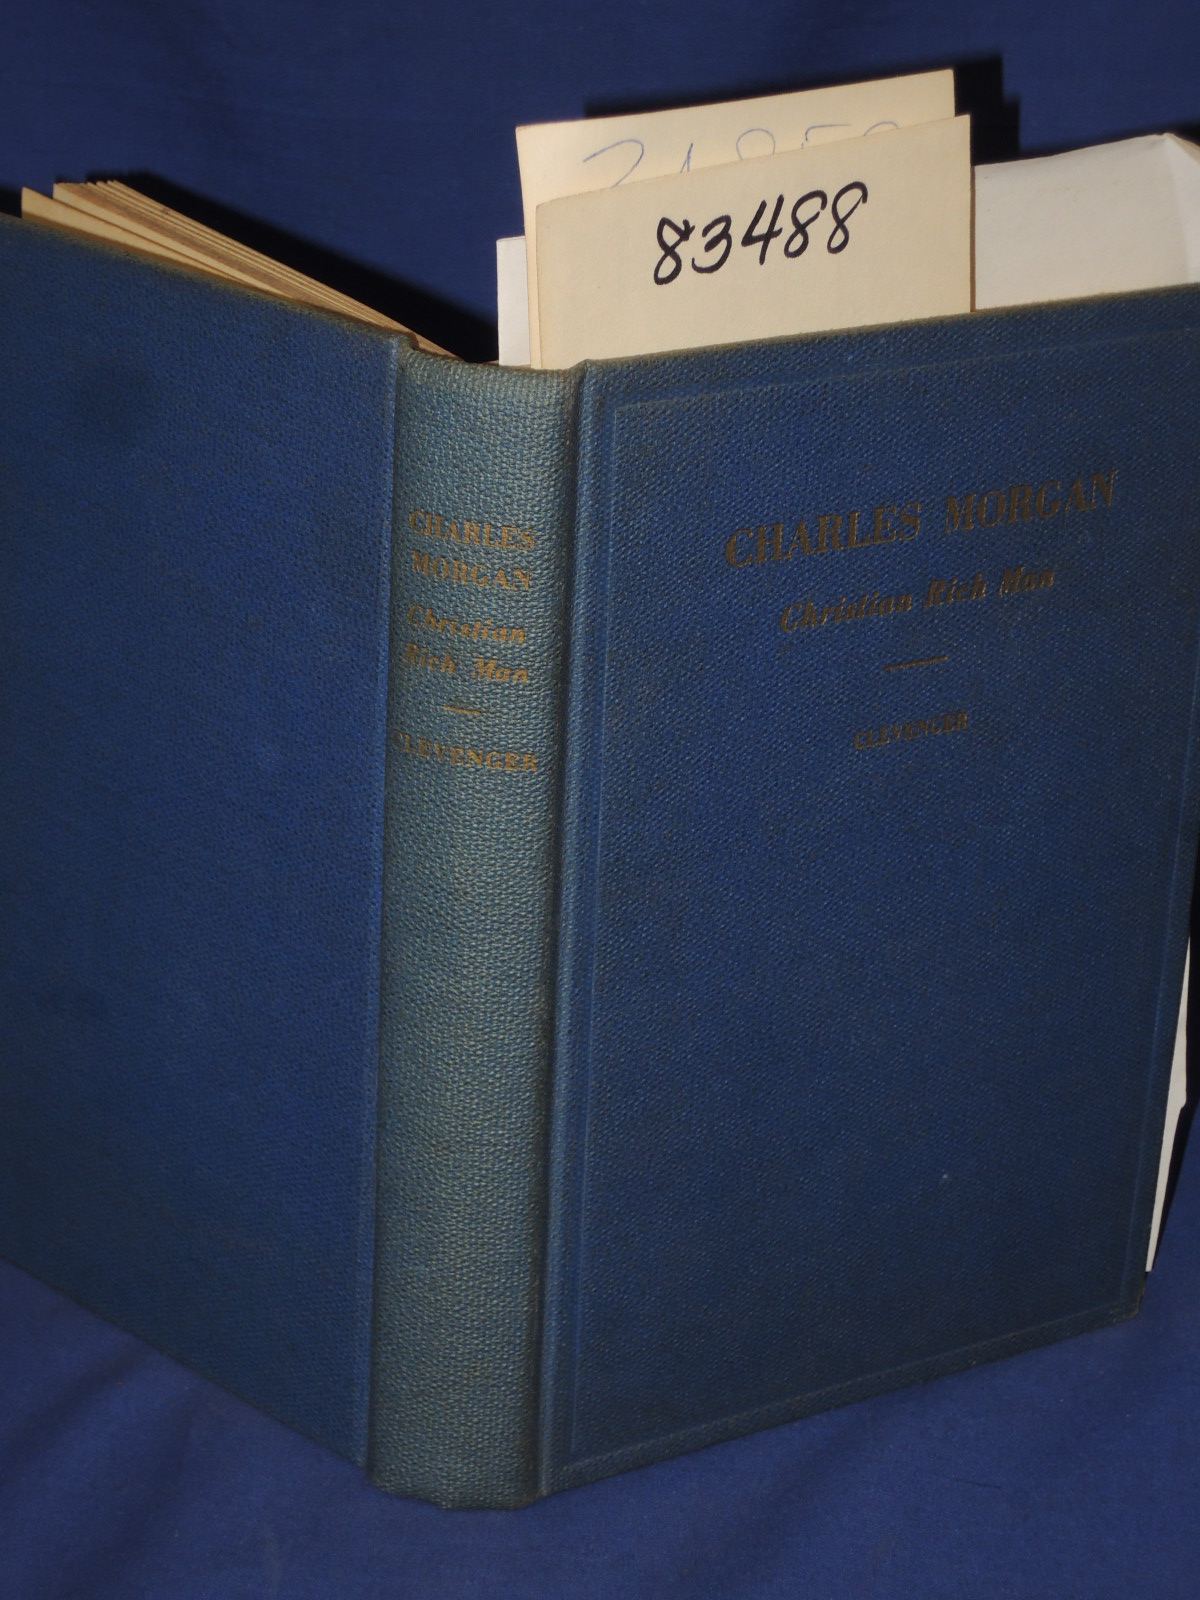 83488
CHARLES
MORGAN
Christian
Rich Man
CLEVENGER
CHARLES MORGAN
Christian Rich Man
CLEVENGER